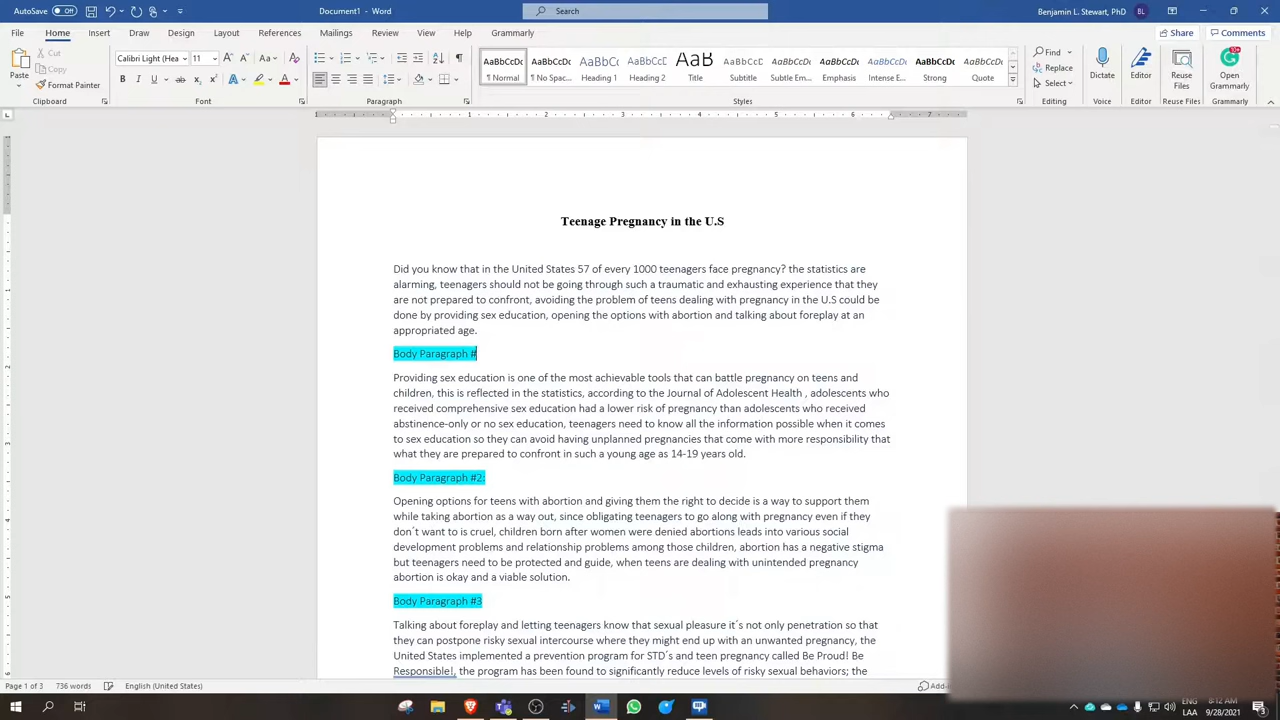 AutoSave Off
Document1 - Word
Search
Benjamin L. Stewart, PhD
BL
File Home Insert Draw Design Layout References Mailings Review View Help Grammarly
Share Comments
Paste
Cut
Copy
Format Painter
Calibri Light (Hea 11
Clipboard
Font
Paragraph
AaBbCcDc
¶ Normal
AaBbCcDc
¶ No Spac...
AaBbCc
Heading 1
AaBbCcD
Heading 2
AaB
Title
AaBbCcD
Subtitle
AaBbCcDc
Subtle Em...
AaBbCcDc
Emphasis
AaBbCcDc
Intense E...
AaBbCcDc
Strong
AaBbCcDc
Quote
Styles
Find
Replace
Select
Editing
Dictate
Voice
Editor
Editor
Reuse
Files
Reuse Files
Open
Grammarly
Grammarly
Teenage Pregnancy in the U.S
Did you know that in the United States 57 of every 1000 teenagers face pregnancy? the statistics are
alarming, teenagers should not be going through such a traumatic and exhausting experience that they
are not prepared to confront, avoiding the problem of teens dealing with pregnancy in the U.S could be
done by providing sex education, opening the options with abortion and talking about foreplay at an
appropriated age.
Body Paragraph #
Providing sex education is one of the most achievable tools that can battle pregnancy on teens and
children, this is reflected in the statistics, according to the Journal of Adolescent Health , adolescents who
received comprehensive sex education had a lower risk of pregnancy than adolescents who received
abstinence-only or no sex education, teenagers need to know all the information possible when it comes
to sex education so they can avoid having unplanned pregnancies that come with more responsibility that
what they are prepared to confront in such a young age as 14-19 years old.
Body Paragraph #2:
Opening options for teens with abortion and giving them the right to decide is a way to support them
while taking abortion as a way out, since obligating teenagers to go along with pregnancy even if they
don´t want to is cruel, children born after women were denied abortions leads into various social
development problems and relationship problems among those children, abortion has a negative stigma
but teenagers need to be protected and guide, when teens are dealing with unintended pregnancy
abortion is okay and a viable solution.
Body Paragraph #3
Talking about foreplay and letting teenagers know that sexual pleasure it´s not only penetration so that
they can postpone risky sexual intercourse where they might end up with an unwanted pregnancy, the
United States implemented a prevention program for STD´s and teen pregnancy called Be Proud! Be
Responsible!, the program has been found to significantly reduce levels of risky sexual behaviors; the
Page 1 of 3 736 words English (United States)
ENG
LAA
8:12 AM
9/28/2021